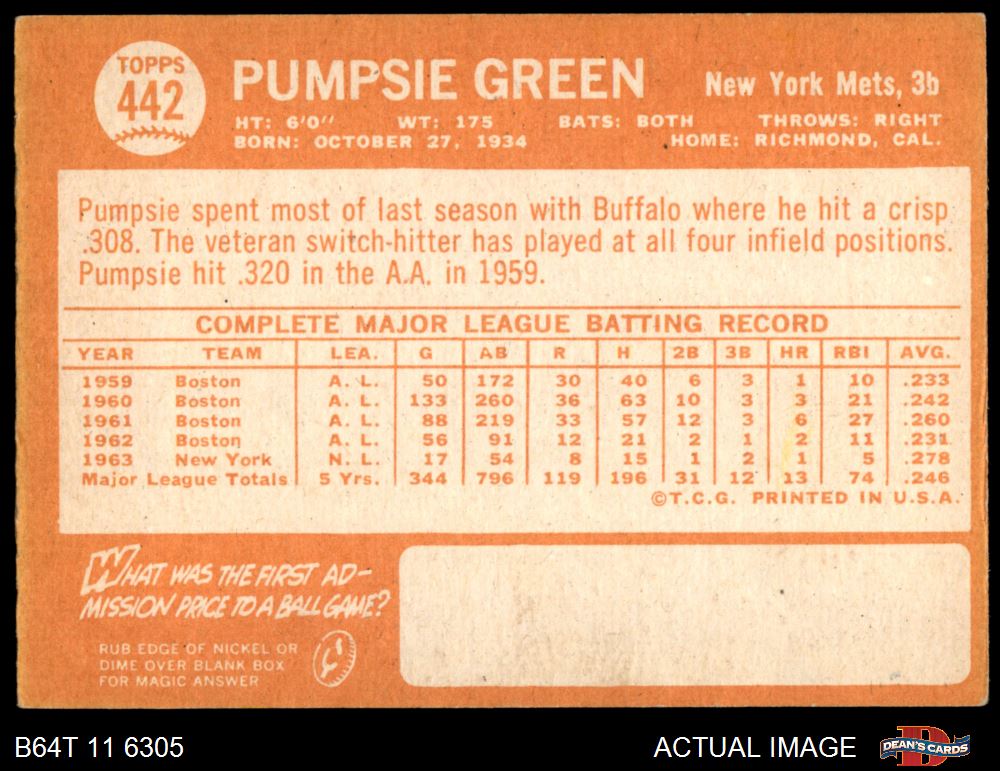 TOPPS
442
PUMPSIE GREEN
New York Mets, 3b
HT: 6'0" WT: 175 BATS: BOTH THROWS: RIGHT
BORN: OCTOBER 27, 1934 HOME: RICHMOND, CAL.
Pumpsie spent most of last season with Buffalo where he hit a crisp
.308. The veteran switch-hitter has played at all four infield positions.
Pumpsie hit .320 in the A.A. in 1959.
COMPLETE MAJOR LEAGUE BATTING RECORD
YEAR TEAM LEA. G AB R H 2B 3B HR RBI AVG.
1959 Boston A. L. 50 172 30 40 6 3 1 10 .233
1960 Boston A. L. 133 260 36 63 10 3 3 21 .242
1961 Boston A. L. 88 219 33 57 12 3 6 27 .260
1962 Boston A. L. 56 91 12 21 2 1 2 11 .231
1963 New York N. L. 17 54 8 15 1 2 1 5 .278
Major League Totals 5 Yrs. 344 796 119 196 31 12 13 74 .246
©T.C.G. PRINTED IN U.S.A.
WHAT WAS THE FIRST AD-
MISSION PRICE TO A BALL GAME?
RUB EDGE OF NICKEL OR
DIME OVER BLANK BOX
FOR MAGIC ANSWER
B64T 11 6305
ACTUAL IMAGE
DEAN'S CARDS